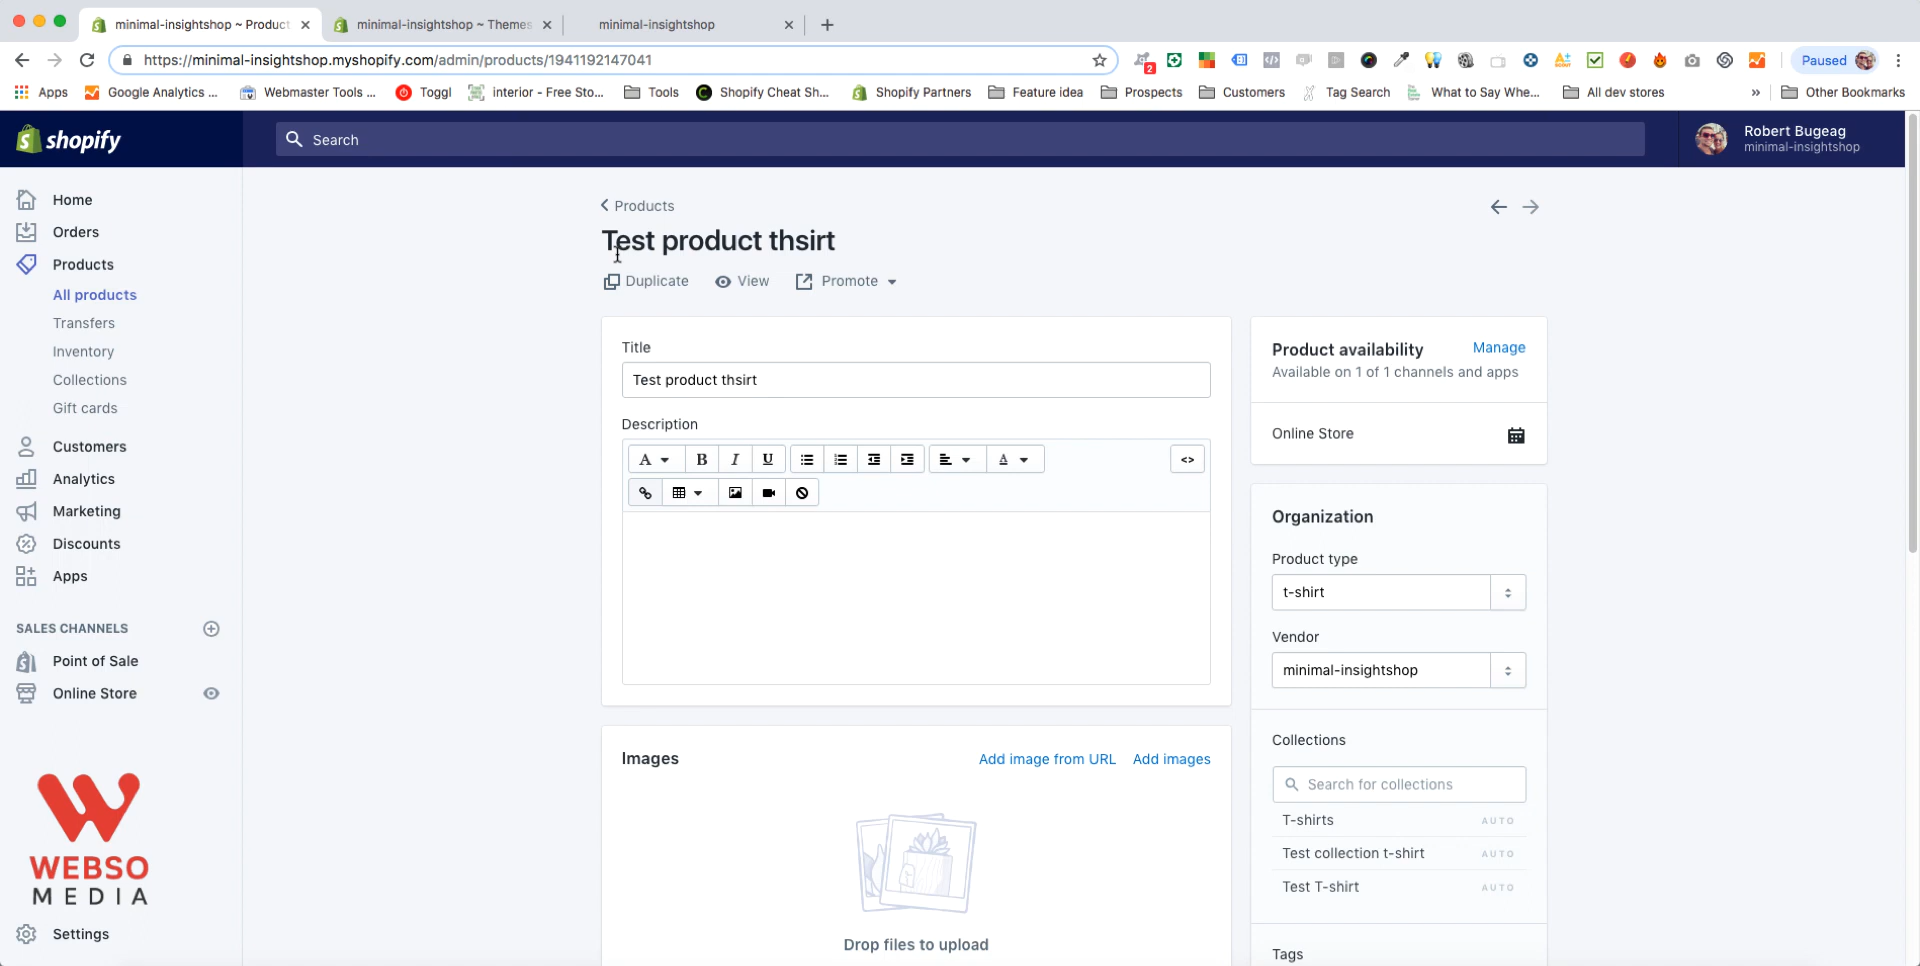 minimal-insightshop ~ Product
minimal-insightshop ~ Themes
minimal-insightshop
https://minimal-insightshop.myshopify.com/admin/products/1941192147041
2
Paused
Apps
Google Analytics ...
Webmaster Tools ...
Toggl
interior - Free Sto...
Tools
Shopify Cheat Sh...
Shopify Partners
Feature idea
Prospects
Customers
Tag Search
What to Say Whe...
All dev stores
»
Other Bookmarks
shopify
Search
Robert Bugeag
minimal-insightshop
Home
Orders
Products
All products
Transfers
Inventory
Collections
Gift cards
Customers
Analytics
Marketing
Discounts
Apps
SALES CHANNELS
Point of Sale
Online Store
WEBSO
MEDIA
Settings
Products
Test product thsirt
Duplicate
View
Promote
Title
Test product thsirt
Description
A
B
I
U
A
<>
Images
Add image from URL
Add images
Drop files to upload
Product availability
Manage
Available on 1 of 1 channels and apps
Online Store
Organization
Product type
t-shirt
Vendor
minimal-insightshop
Collections
Search for collections
T-shirts AUTO
Test collection t-shirt AUTO
Test T-shirt AUTO
Tags